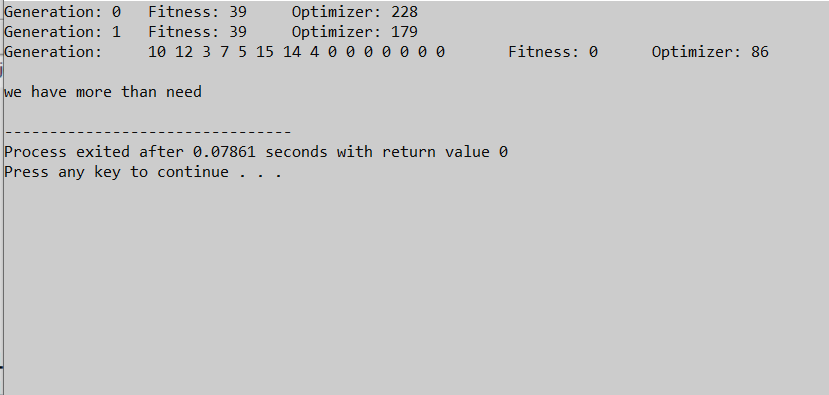 Generation: 0   Fitness: 39     Optimizer: 228
Generation: 1   Fitness: 39     Optimizer: 179
Generation:     10 12 3 7 5 15 14 4 0 0 0 0 0 0 0       Fitness: 0      Optimizer: 86
we have more than need
--------------------------------
Process exited after 0.07861 seconds with return value 0
Press any key to continue . . .